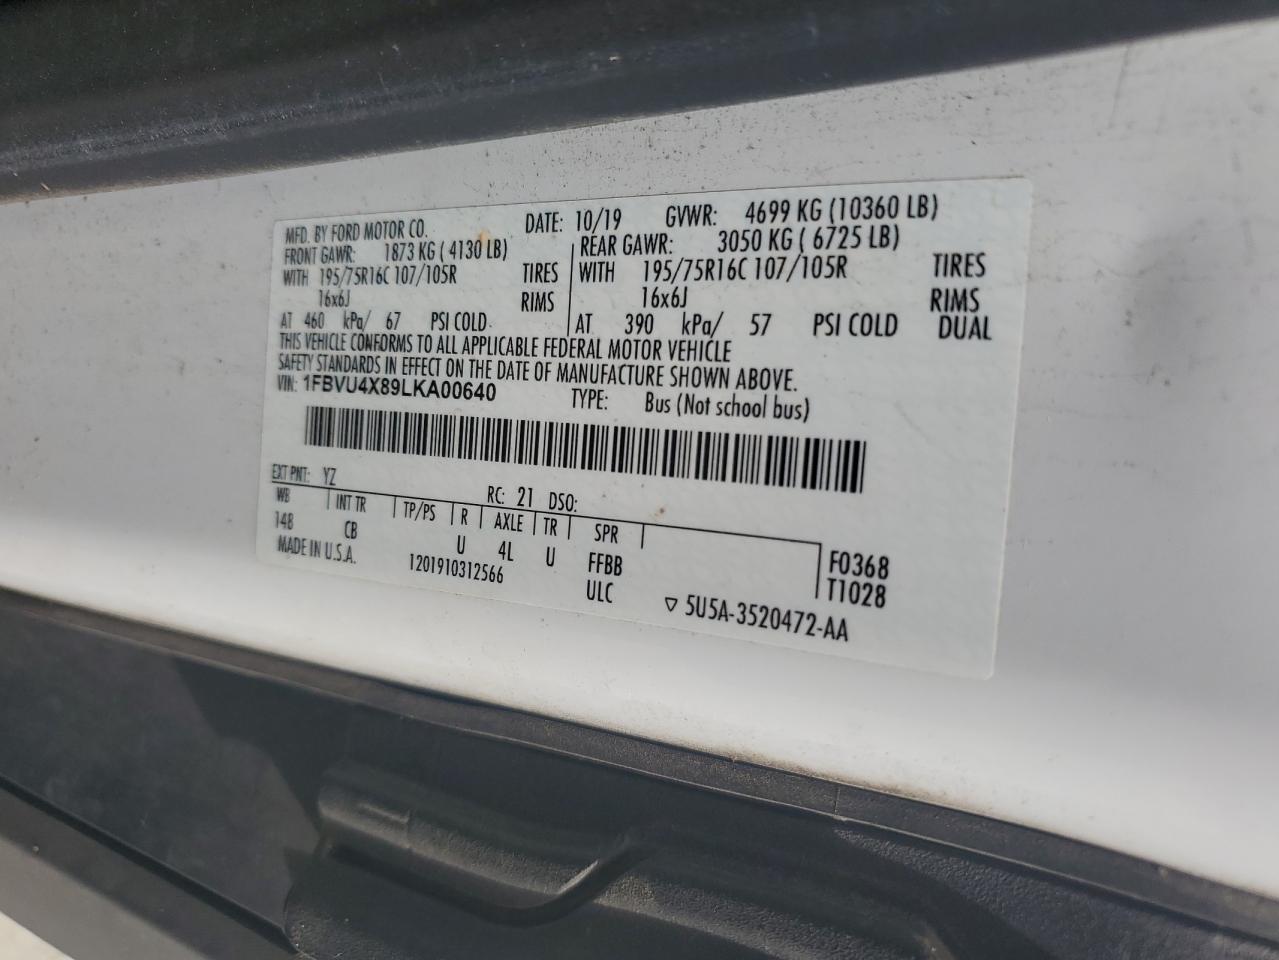 MFD. BY FORD MOTOR CO. DATE: 10/19 GVWR: 4699 KG (10360 LB)
FRONT GAWR: 1873 KG ( 4130 LB) REAR GAWR: 3050 KG ( 6725 LB)
WITH 195/75R16C 107/105R TIRES WITH 195/75R16C 107/105R TIRES
16x6J RIMS 16x6J RIMS
AT 460 kPa/ 67 PSI COLD AT 390 kPa/ 57 PSI COLD DUAL
THIS VEHICLE CONFORMS TO ALL APPLICABLE FEDERAL MOTOR VEHICLE
SAFETY STANDARDS IN EFFECT ON THE DATE OF MANUFACTURE SHOWN ABOVE.
VIN: 1FBVU4X89LKA00640 TYPE: Bus (Not school bus)
EXT PNT: YZ RC: 21 DSO:
WB INT TR TP/PS R AXLE TR SPR
148 CB U 4L U FFBB F0368
MADE IN U.S.A. 1201910312566 ULC T1028
▽ 5U5A-3520472-AA